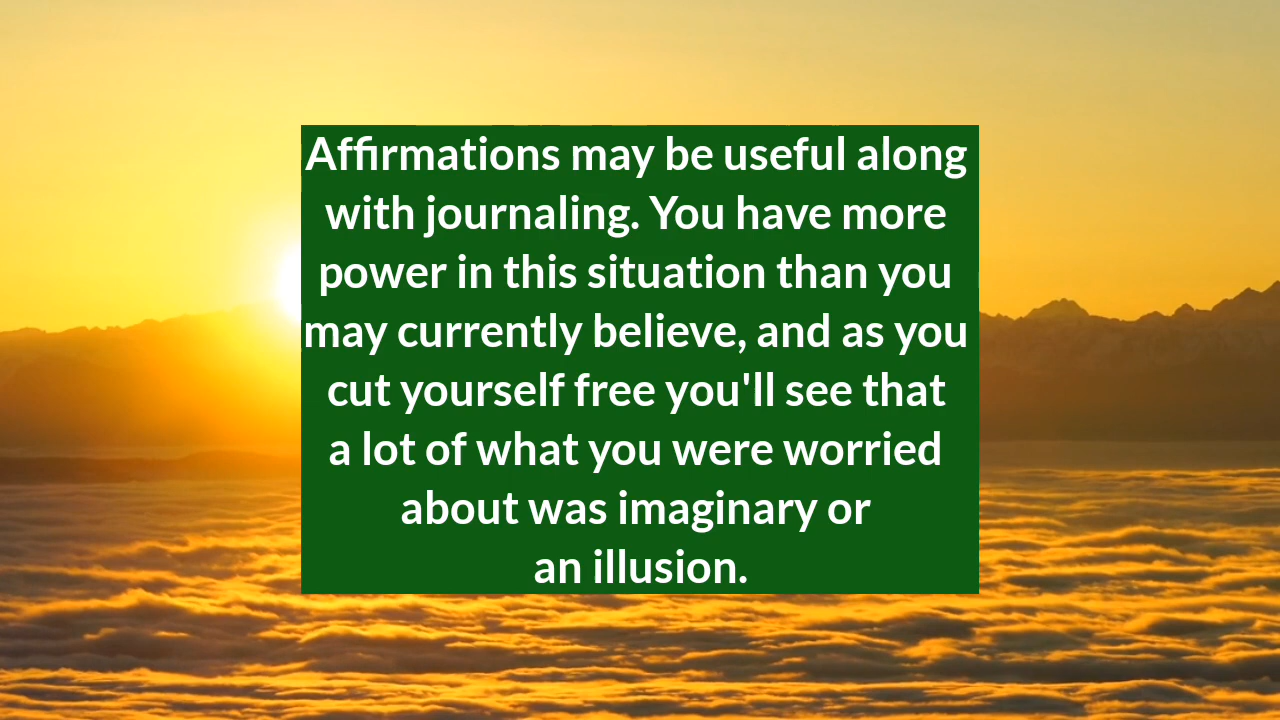 Affirmations may be useful along
with journaling. You have more
power in this situation than you
may currently believe, and as you
cut yourself free you'll see that
a lot of what you were worried
about was imaginary or
an illusion.